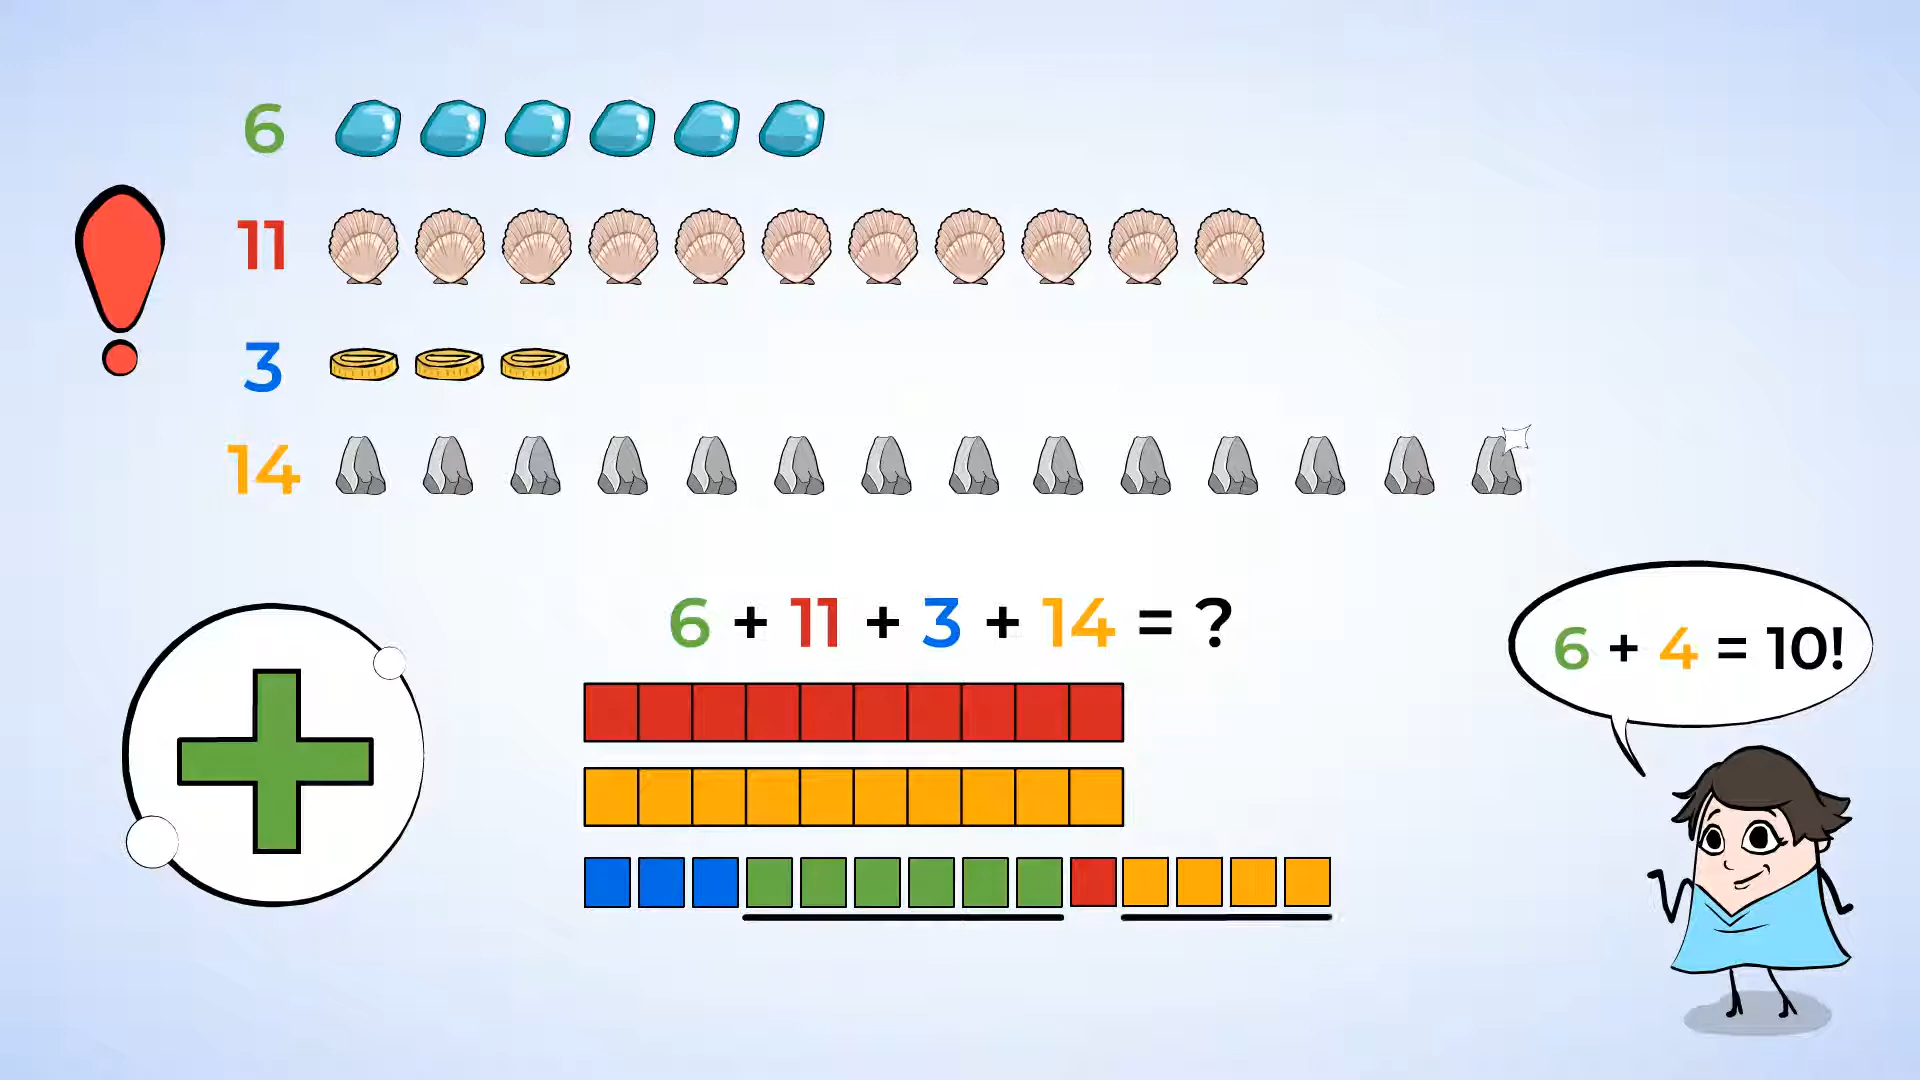 6
11
3
14
6 + 11 + 3 + 14 = ?
6 + 4 = 10!